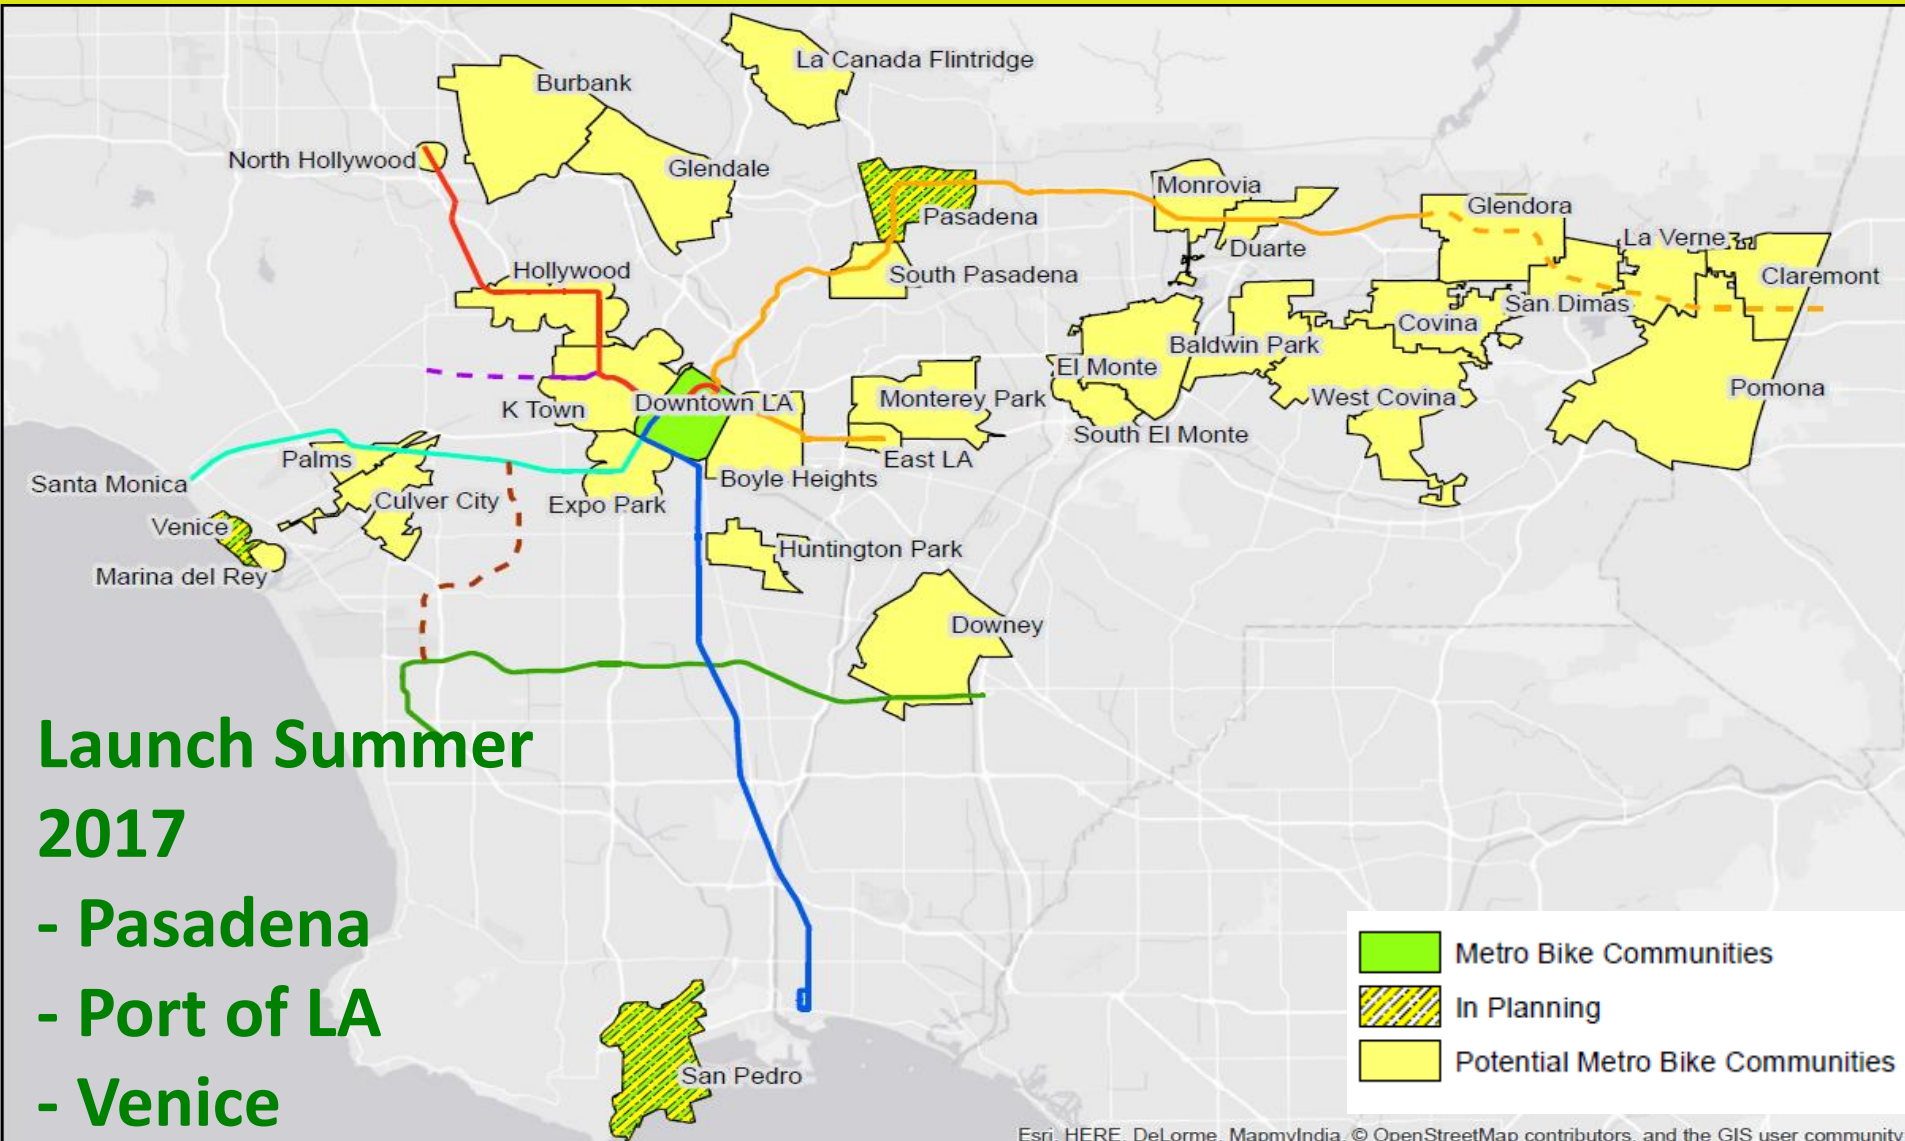 La Canada Flintridge
Burbank
North Hollywood
Glendale
Monrovia
Pasadena
Glendora
Duarte
La Verne
Hollywood
South Pasadena
Claremont
San Dimas
Covina
Baldwin Park
El Monte
Pomona
K Town
Downtown LA
Monterey Park
West Covina
South El Monte
Palms
East LA
Santa Monica
Boyle Heights
Culver City
Expo Park
Venice
Huntington Park
Marina del Rey
Downey
Launch Summer
2017
- Pasadena
- Port of LA
- Venice
San Pedro
Metro Bike Communities
In Planning
Potential Metro Bike Communities
Esri, HERE, DeLorme, MapmyIndia, © OpenStreetMap contributors, and the GIS user community